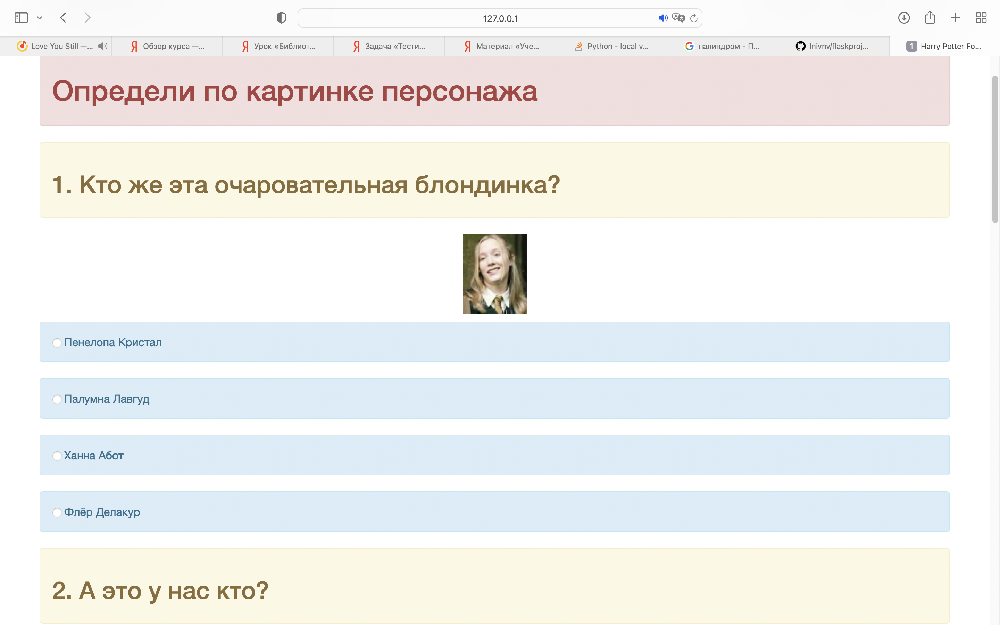 127.0.0.1
Love You Still —...
Обзор курса —...
Урок «Библиот...
Задача «Тести...
Материал «Уче...
Python - local v...
палиндром - П...
lnivnv/flaskproj...
1 Harry Potter Fo...
Определи по картинке персонажа
1. Кто же эта очаровательная блондинка?
Пенелопа Кристал
Палумна Лавгуд
Ханна Абот
Флёр Делакур
2. А это у нас кто?